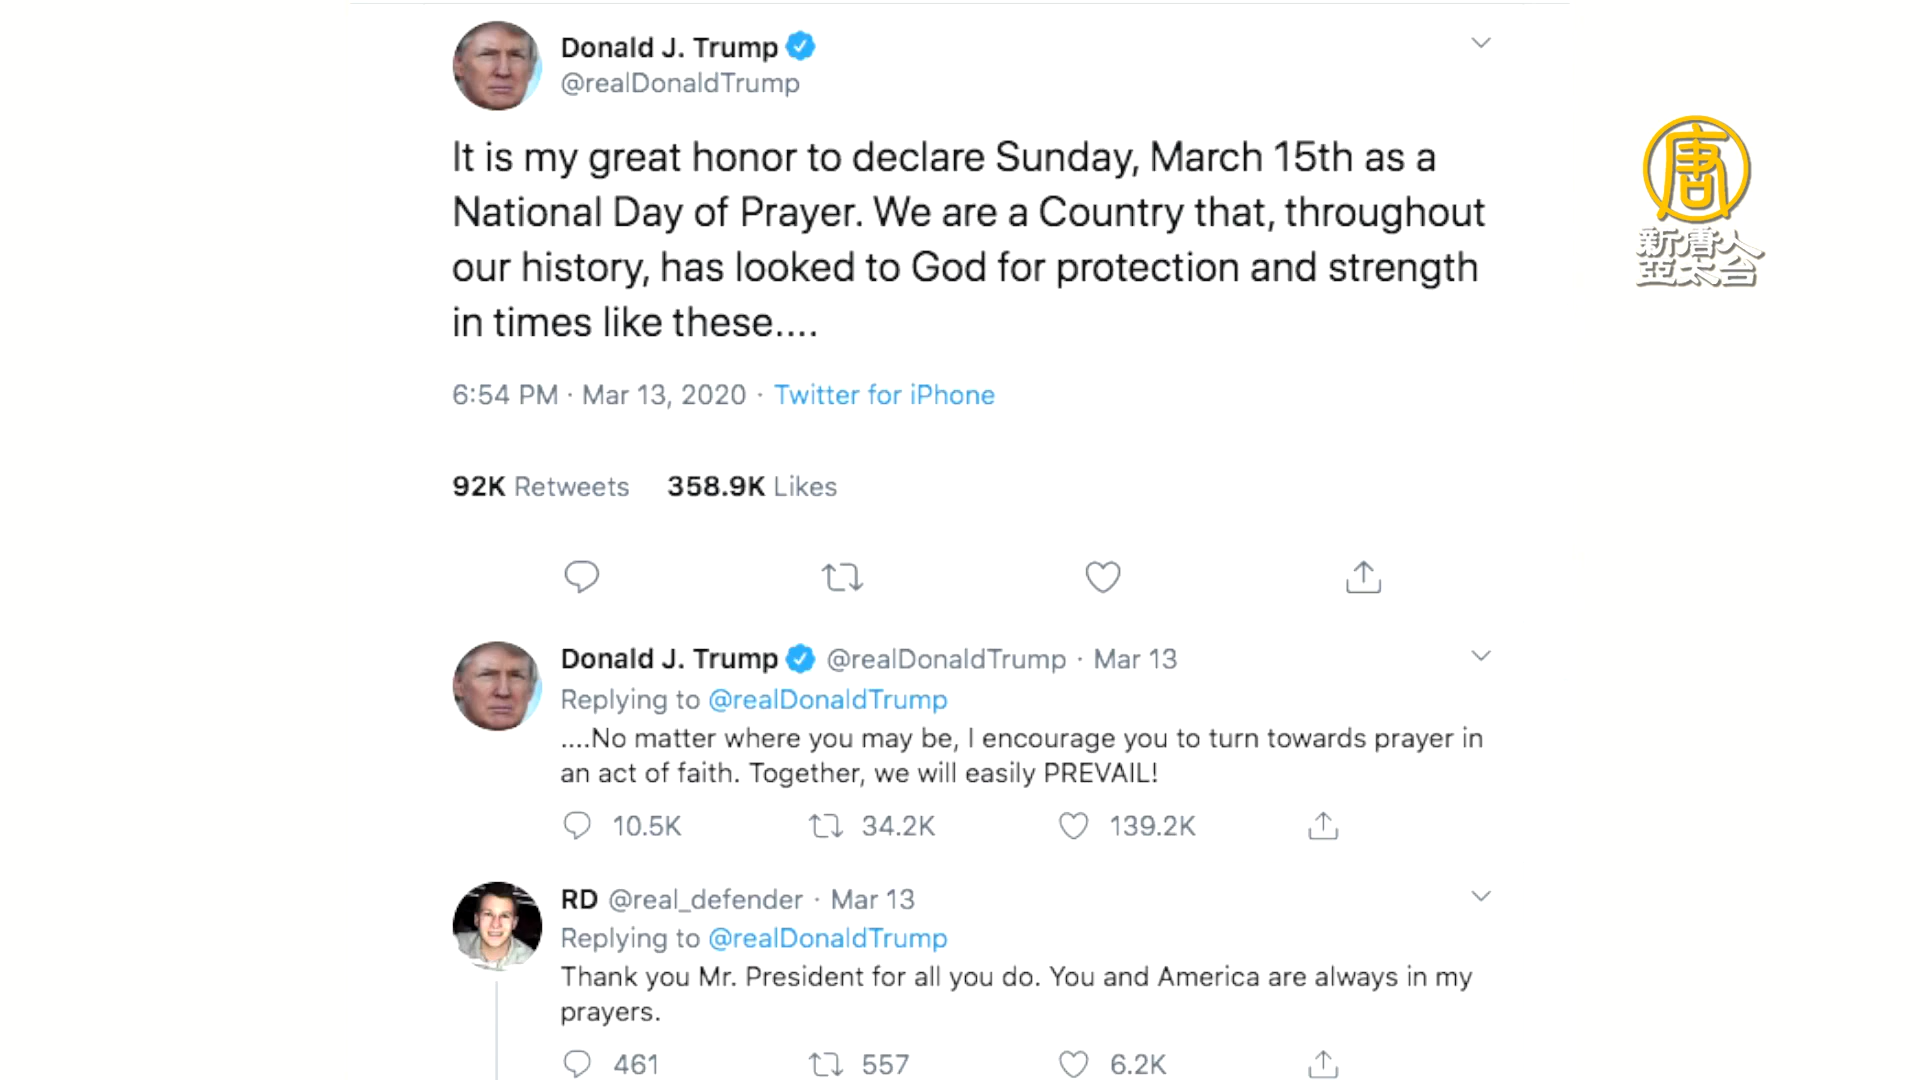 Donald J. Trump
@realDonaldTrump
唐
新唐人
亞太台
It is my great honor to declare Sunday, March 15th as a
National Day of Prayer. We are a Country that, throughout
our history, has looked to God for protection and strength
in times like these....
6:54 PM · Mar 13, 2020 · Twitter for iPhone
92K Retweets 358.9K Likes
Donald J. Trump @realDonaldTrump · Mar 13
Replying to @realDonaldTrump
....No matter where you may be, I encourage you to turn towards prayer in
an act of faith. Together, we will easily PREVAIL!
10.5K 34.2K 139.2K
RD @real_defender · Mar 13
Replying to @realDonaldTrump
Thank you Mr. President for all you do. You and America are always in my
prayers.
461 557 6.2K